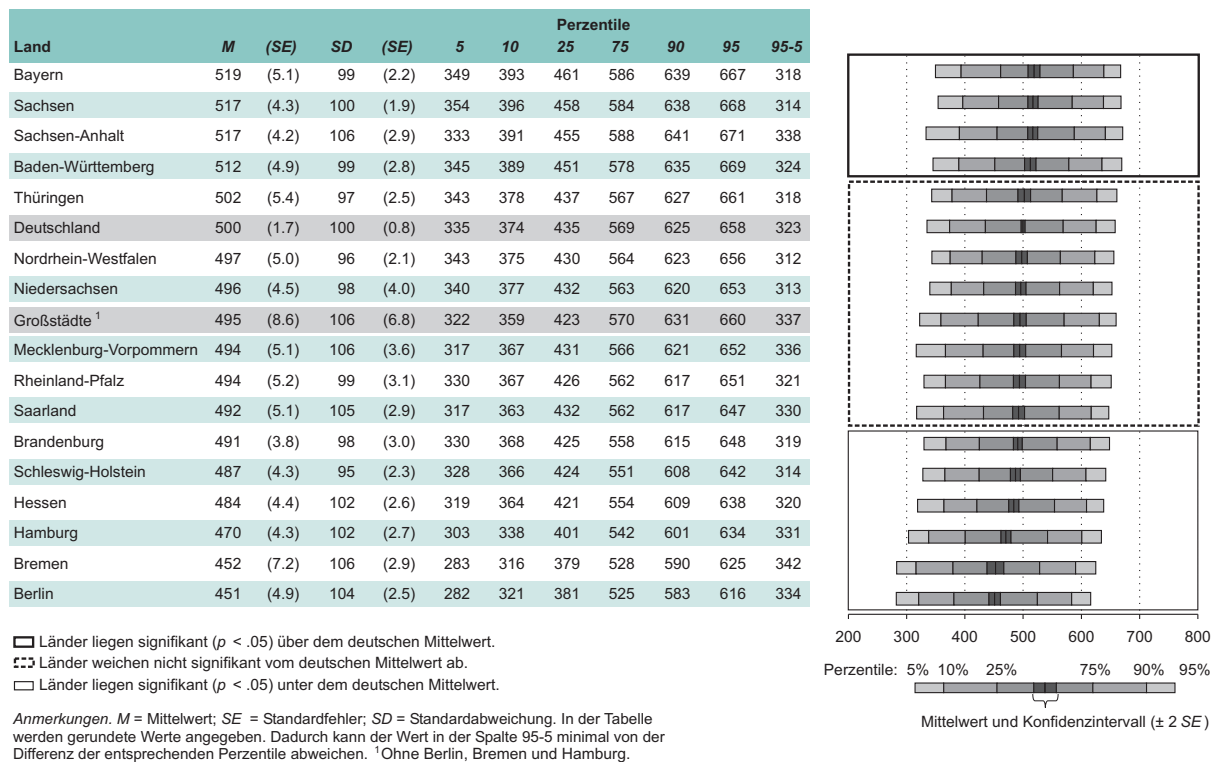 Perzentile
Land M (SE) SD (SE) 5 10 25 75 90 95 95-5
Bayern 519 (5.1) 99 (2.2) 349 393 461 586 639 667 318
Sachsen 517 (4.3) 100 (1.9) 354 396 458 584 638 668 314
Sachsen-Anhalt 517 (4.2) 106 (2.9) 333 391 455 588 641 671 338
Baden-Württemberg 512 (4.9) 99 (2.8) 345 389 451 578 635 669 324
Thüringen 502 (5.4) 97 (2.5) 343 378 437 567 627 661 318
Deutschland 500 (1.7) 100 (0.8) 335 374 435 569 625 658 323
Nordrhein-Westfalen 497 (5.0) 96 (2.1) 343 375 430 564 623 656 312
Niedersachsen 496 (4.5) 98 (4.0) 340 377 432 563 620 653 313
Großstädte 1 495 (8.6) 106 (6.8) 322 359 423 570 631 660 337
Mecklenburg-Vorpommern 494 (5.1) 106 (3.6) 317 367 431 566 621 652 336
Rheinland-Pfalz 494 (5.2) 99 (3.1) 330 367 426 562 617 651 321
Saarland 492 (5.1) 105 (2.9) 317 363 432 562 617 647 330
Brandenburg 491 (3.8) 98 (3.0) 330 368 425 558 615 648 319
Schleswig-Holstein 487 (4.3) 95 (2.3) 328 366 424 551 608 642 314
Hessen 484 (4.4) 102 (2.6) 319 364 421 554 609 638 320
Hamburg 470 (4.3) 102 (2.7) 303 338 401 542 601 634 331
Bremen 452 (7.2) 106 (2.9) 283 316 379 528 590 625 342
Berlin 451 (4.9) 104 (2.5) 282 321 381 525 583 616 334
Länder liegen signifikant (p < .05) über dem deutschen Mittelwert.
Länder weichen nicht signifikant vom deutschen Mittelwert ab.
Länder liegen signifikant (p < .05) unter dem deutschen Mittelwert.
Anmerkungen. M = Mittelwert; SE = Standardfehler; SD = Standardabweichung. In der Tabelle
werden gerundete Werte angegeben. Dadurch kann der Wert in der Spalte 95-5 minimal von der
Differenz der entsprechenden Perzentile abweichen. 1Ohne Berlin, Bremen und Hamburg.
200 300 400 500 600 700 800
Perzentile: 5% 10% 25% 75% 90% 95%
Mittelwert und Konfidenzintervall (± 2 SE)